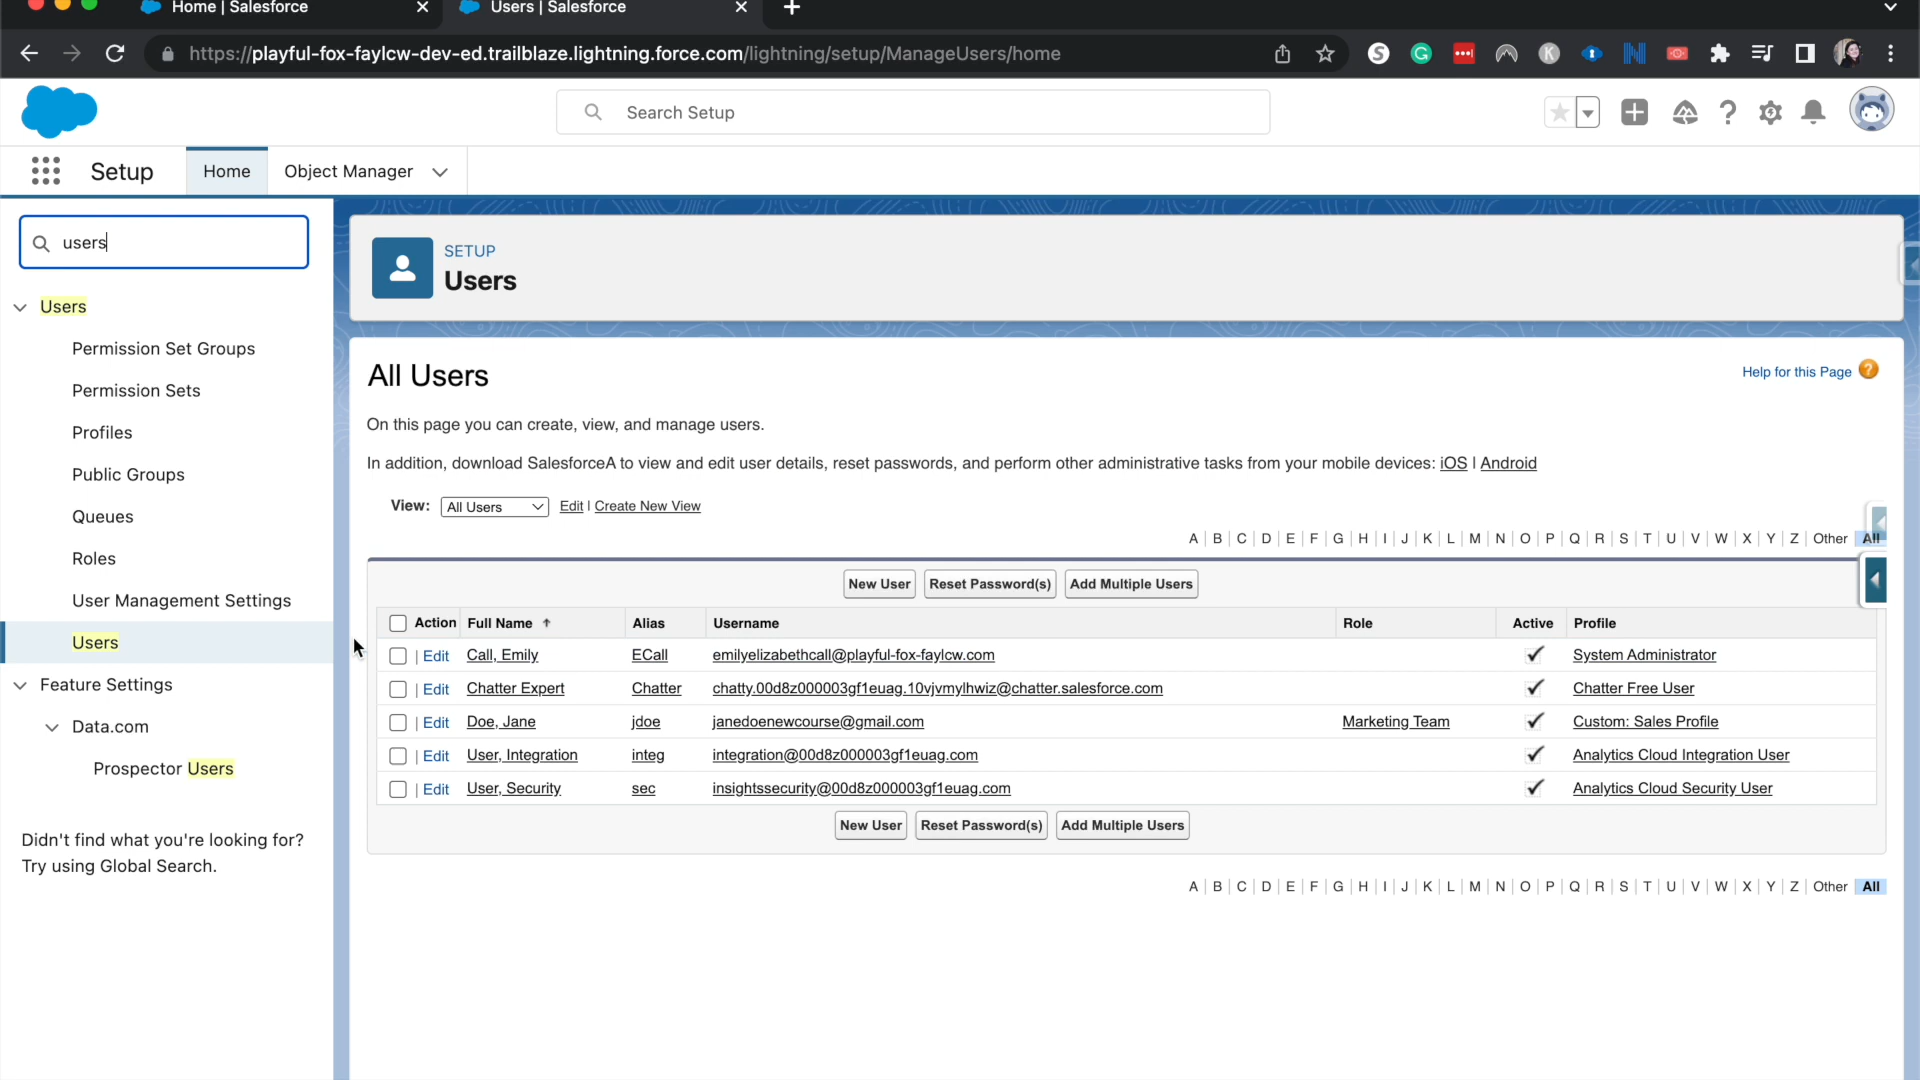 Home | Salesforce
Users | Salesforce
https://playful-fox-faylcw-dev-ed.trailblaze.lightning.force.com/lightning/setup/ManageUsers/home
Search Setup
Setup
Home
Object Manager
users
Users
Permission Set Groups
Permission Sets
Profiles
Public Groups
Queues
Roles
User Management Settings
Users
Feature Settings
Data.com
Prospector Users
Didn't find what you're looking for?
Try using Global Search.
SETUP
Users
All Users
Help for this Page
On this page you can create, view, and manage users.
In addition, download SalesforceA to view and edit user details, reset passwords, and perform other administrative tasks from your mobile devices: iOS | Android
View: All Users Edit | Create New View
A | B | C | D | E | F | G | H | I | J | K | L | M | N | O | P | Q | R | S | T | U | V | W | X | Y | Z | Other | All
New User Reset Password(s) Add Multiple Users
Action Full Name Alias Username Role Active Profile
| Edit Call, Emily ECall emilyelizabethcall@playful-fox-faylcw.com System Administrator
| Edit Chatter Expert Chatter chatty.00d8z000003gf1euag.10vjvmylhwiz@chatter.salesforce.com Chatter Free User
| Edit Doe, Jane jdoe janedoenewcourse@gmail.com Marketing Team Custom: Sales Profile
| Edit User, Integration integ integration@00d8z000003gf1euag.com Analytics Cloud Integration User
| Edit User, Security sec insightssecurity@00d8z000003gf1euag.com Analytics Cloud Security User
New User Reset Password(s) Add Multiple Users
A | B | C | D | E | F | G | H | I | J | K | L | M | N | O | P | Q | R | S | T | U | V | W | X | Y | Z | Other | All